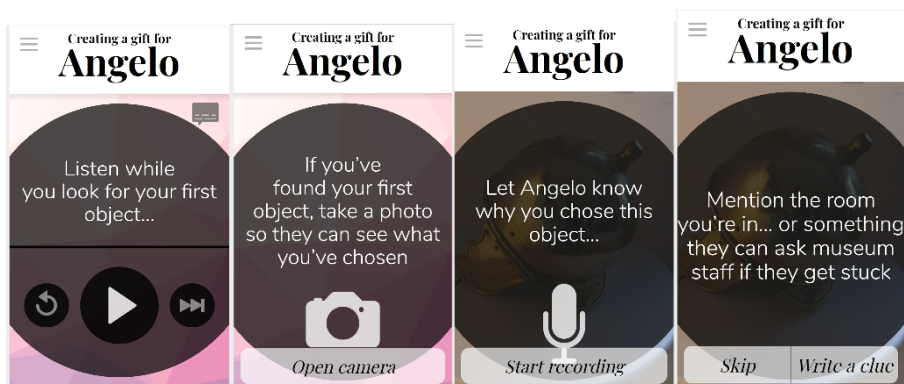 Creating a gift for
Angelo
Listen while
you look for your first
object...
Creating a gift for
Angelo
If you've
found your first
object, take a photo
so they can see what
you've chosen
Open camera
Creating a gift for
Angelo
Let Angelo know
why you chose this
object...
Start recording
Creating a gift for
Angelo
Mention the room
you're in... or something
they can ask museum
staff if they get stuck
Skip
Write a clue